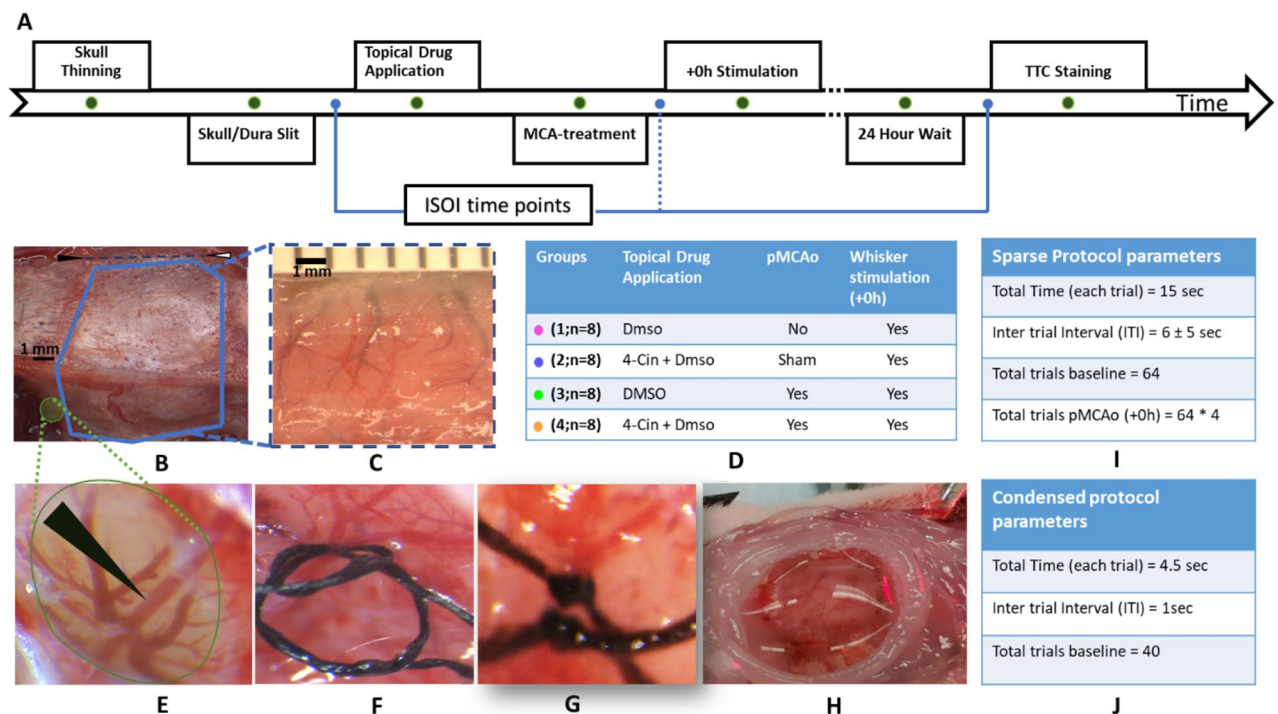 A
Skull
Thinning
Topical Drug
Application
+0h Stimulation
TTC Staining
Time
Skull/Dura Slit
MCA-treatment
24 Hour Wait
ISOI time points
1 mm
B
1 mm
C
Groups Topical Drug Application pMCAo Whisker stimulation (+0h)
(1;n=8) Dmso No Yes
(2;n=8) 4-Cin + Dmso Sham Yes
(3;n=8) DMSO Yes Yes
(4;n=8) 4-Cin + Dmso Yes Yes
D
Sparse Protocol parameters
Total Time (each trial) = 15 sec
Inter trial Interval (ITI) = 6 ± 5 sec
Total trials baseline = 64
Total trials pMCAo (+0h) = 64 * 4
I
E
F
G
H
Condensed protocol
parameters
Total Time (each trial) = 4.5 sec
Inter trial Interval (ITI) = 1sec
Total trials baseline = 40
J